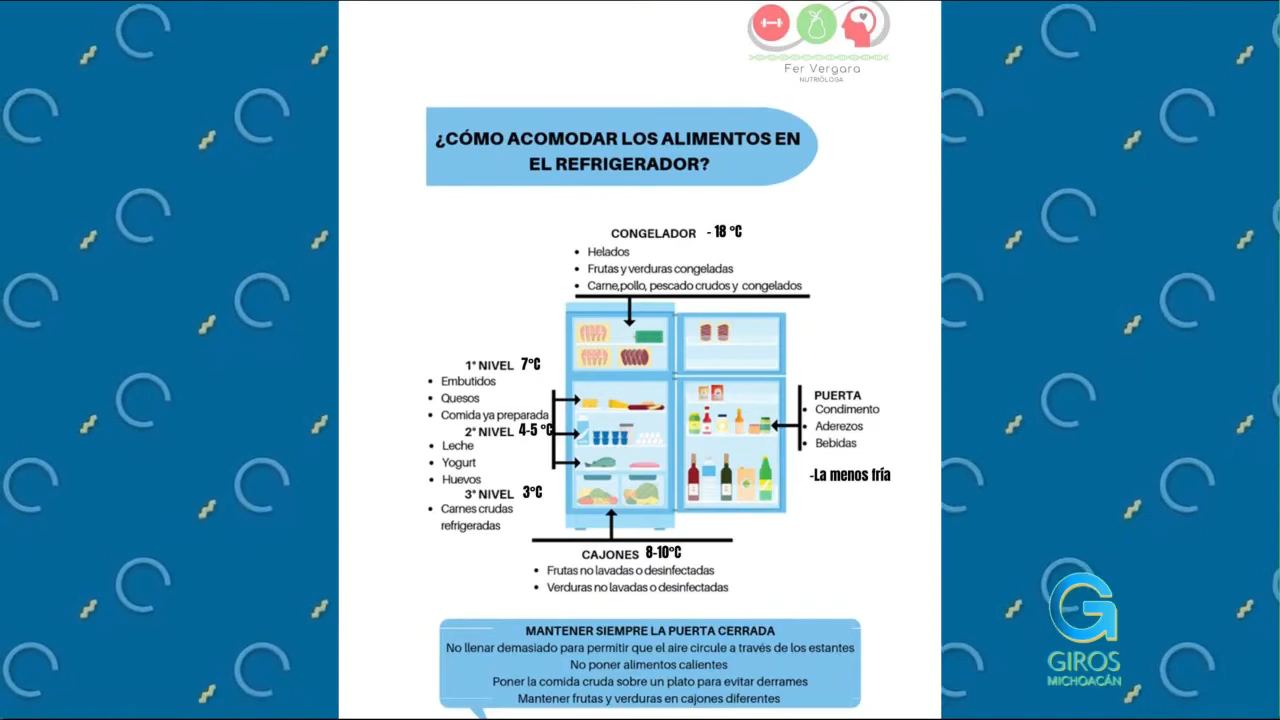 Fer Vergara
NUTRIÓLOGA
¿CÓMO ACOMODAR LOS ALIMENTOS EN
EL REFRIGERADOR?
CONGELADOR - 18 °C
• Helados
• Frutas y verduras congeladas
• Carne,pollo, pescado crudos y congelados
1° NIVEL 7°C
• Embutidos
• Quesos
• Comida ya preparada
2° NIVEL 4-5 °C
• Leche
• Yogurt
• Huevos
3° NIVEL 3°C
• Carnes crudas
refrigeradas
PUERTA
• Condimento
• Aderezos
• Bebidas
-La menos fría
CAJONES 8-10°C
• Frutas no lavadas o desinfectadas
• Verduras no lavadas o desinfectadas
MANTENER SIEMPRE LA PUERTA CERRADA
No llenar demasiado para permitir que el aire circule a través de los estantes
No poner alimentos calientes
Poner la comida cruda sobre un plato para evitar derrames
Mantener frutas y verduras en cajones diferentes
G
GIROS
MICHOACÁN